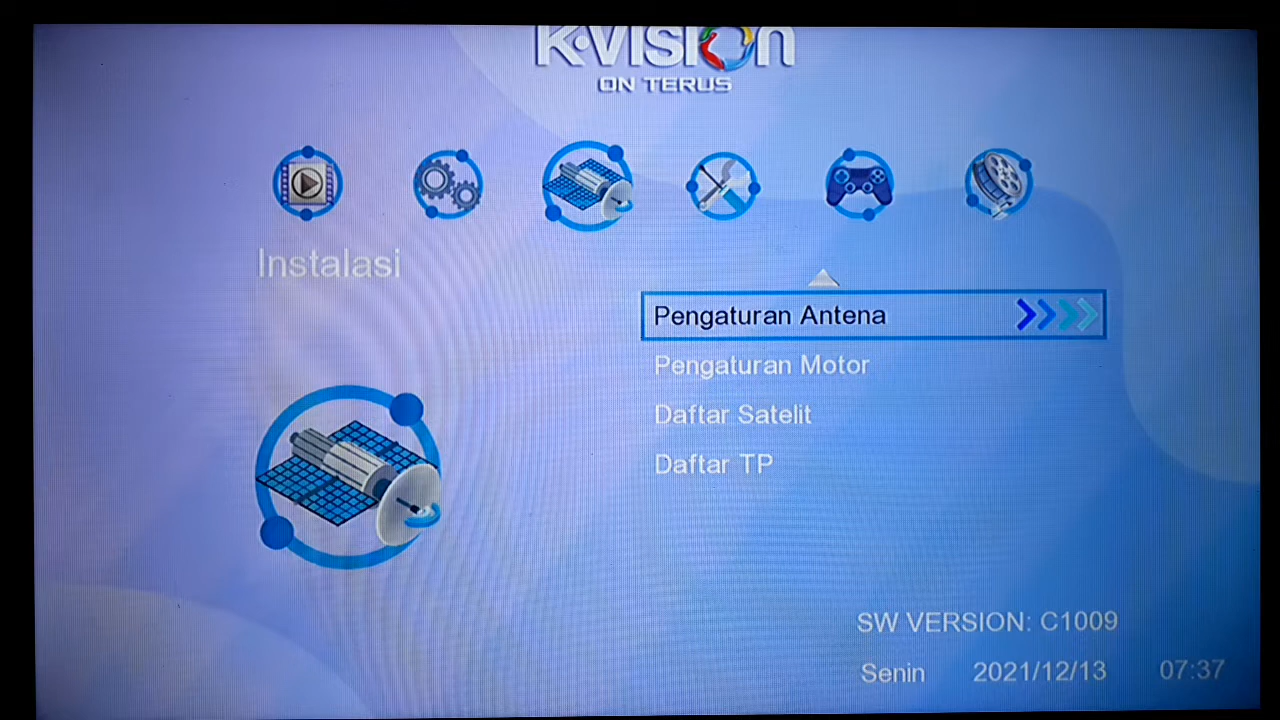 K-VISION
ON TERUS
Instalasi
Pengaturan Antena
Pengaturan Motor
Daftar Satelit
Daftar TP
SW VERSION: C1009
Senin 2021/12/13 07:37